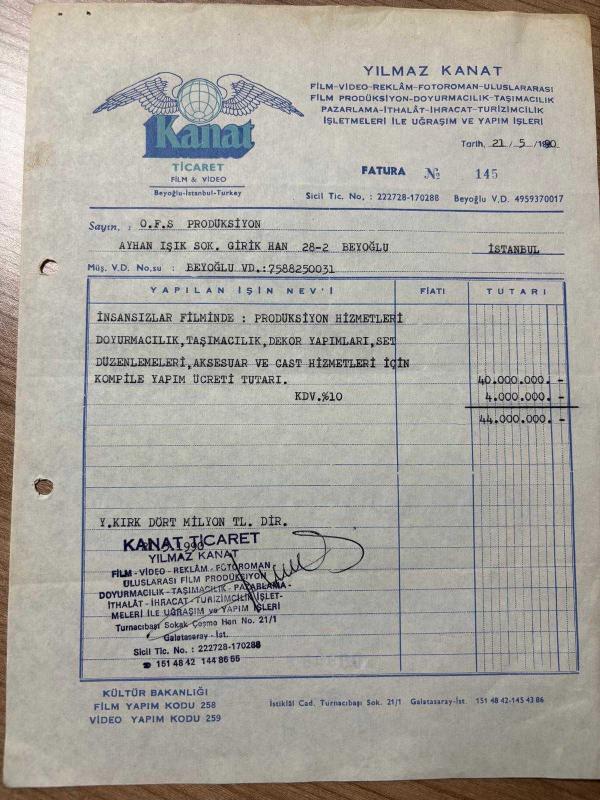 YILMAZ KANAT
FİLM-VİDEO-REKLÂM-FOTOROMAN-ULUSLARARASI
FİLM PRODÜKSİYON-DOYURMACILIK-TAŞIMACILIK
PAZARLAMA-İTHALÂT-İHRACAT-TURİZİMCİLİK
İŞLETMELERİ İLE UĞRAŞIM ve YAPIM İŞLERİ
Kanat
TİCARET
FİLM & VİDEO
Beyoğlu-İstanbul-Turkey
Tarih, 21 / 5 / 1990
FATURA № 145
Sicil Tic. No, : 222728-170288 Beyoğlu V.D. 4959370017
Sayın, : O.F.S PRODÜKSİYON
AYHAN IŞIK SOK. GİRİK HAN 28-2 BEYOĞLU İSTANBUL
Müş. V.D. No,su : BEYOĞLU VD.:7588250031
YAPILAN İŞİN NEV'İ FİATI TUTARI
İNSANSIZLAR FİLMİNDE : PRODÜKSİYON HİZMETLERİ
DOYURMACILIK,TAŞIMACILIK,DEKOR YAPIMLARI,SET
DÜZENLEMELERİ,AKSESUAR VE CAST HİZMETLERİ İÇİN
KOMPİLE YAPIM ÜCRETİ TUTARI. 40.000.000.-
KDV.%10 4.000.000.-
44.000.000.-
Y.KIRK DÖRT MİLYON TL. DİR.
KANAT TİCARET
YILMAZ KANAT
FİLM-VİDEO-REKLÂM-FOTOROMAN
ULUSLARASI FİLM PRODÜKSİYON
DOYURMACILIK-TAŞIMACILIK-PAZARLAMA-
İTHALÂT-İHRACAT-TURİZİMCİLİK İŞLET-
MELERİ İLE UĞRAŞIM ve YAPIM İŞLERİ
Turnacıbaşı Sokak Çeşme Han No. 21/1
Galatasaray - İst.
Sicil Tic. No. : 222728-170288
☎ 151 48 42 144 86 56
KÜLTÜR BAKANLIĞI
FİLM YAPIM KODU 258
VİDEO YAPIM KODU 259
İstiklâl Cad. Turnacıbaşı Sok. 21/1 Galatasaray-İst. 151 48 42-145 43 86